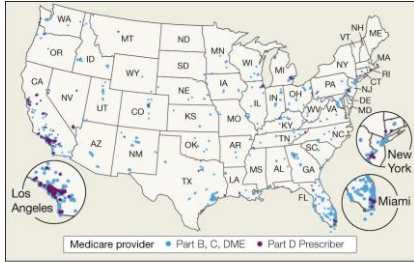 WA
MT
ND
MN
OR
ID
WY
SD
WI
MI
NY
VT
NH
ME
MA
RI
CT
NJ
DE
MD
PA
CA
NV
UT
CO
NE
IA
IL
IN
OH
WV
VA
KS
MO
KY
NC
TN
SC
AZ
NM
OK
AR
MS
AL
GA
TX
LA
FL
Los
Angeles
New
York
Miami
Medicare provider
Part B, C, DME
Part D Prescriber